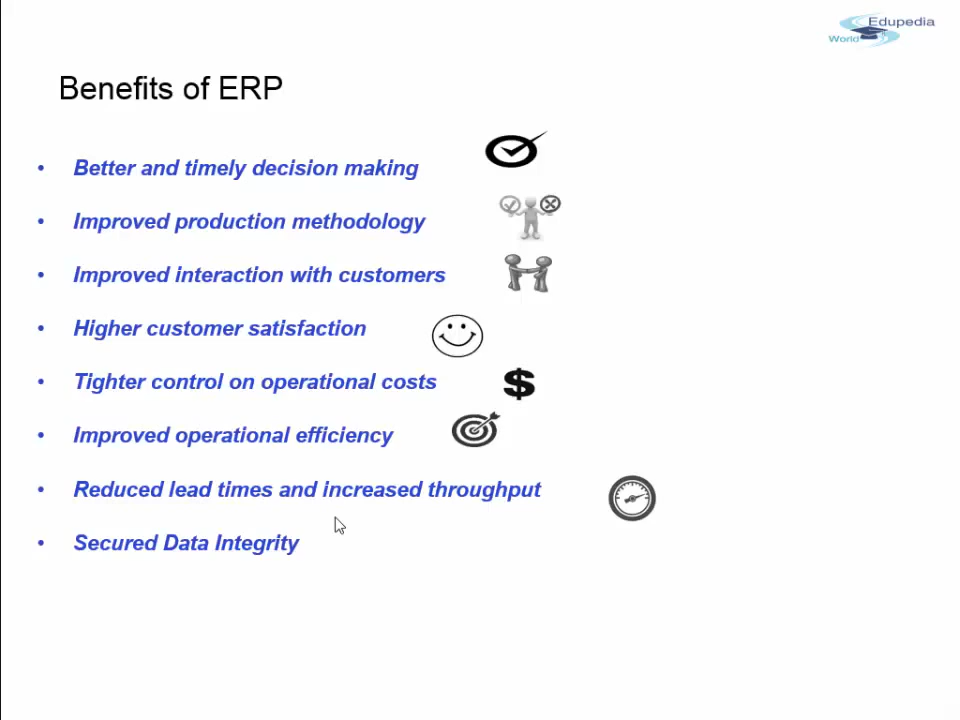 Edupedia
World
Benefits of ERP
• Better and timely decision making
• Improved production methodology
• Improved interaction with customers
• Higher customer satisfaction
• Tighter control on operational costs
$
• Improved operational efficiency
• Reduced lead times and increased throughput
• Secured Data Integrity